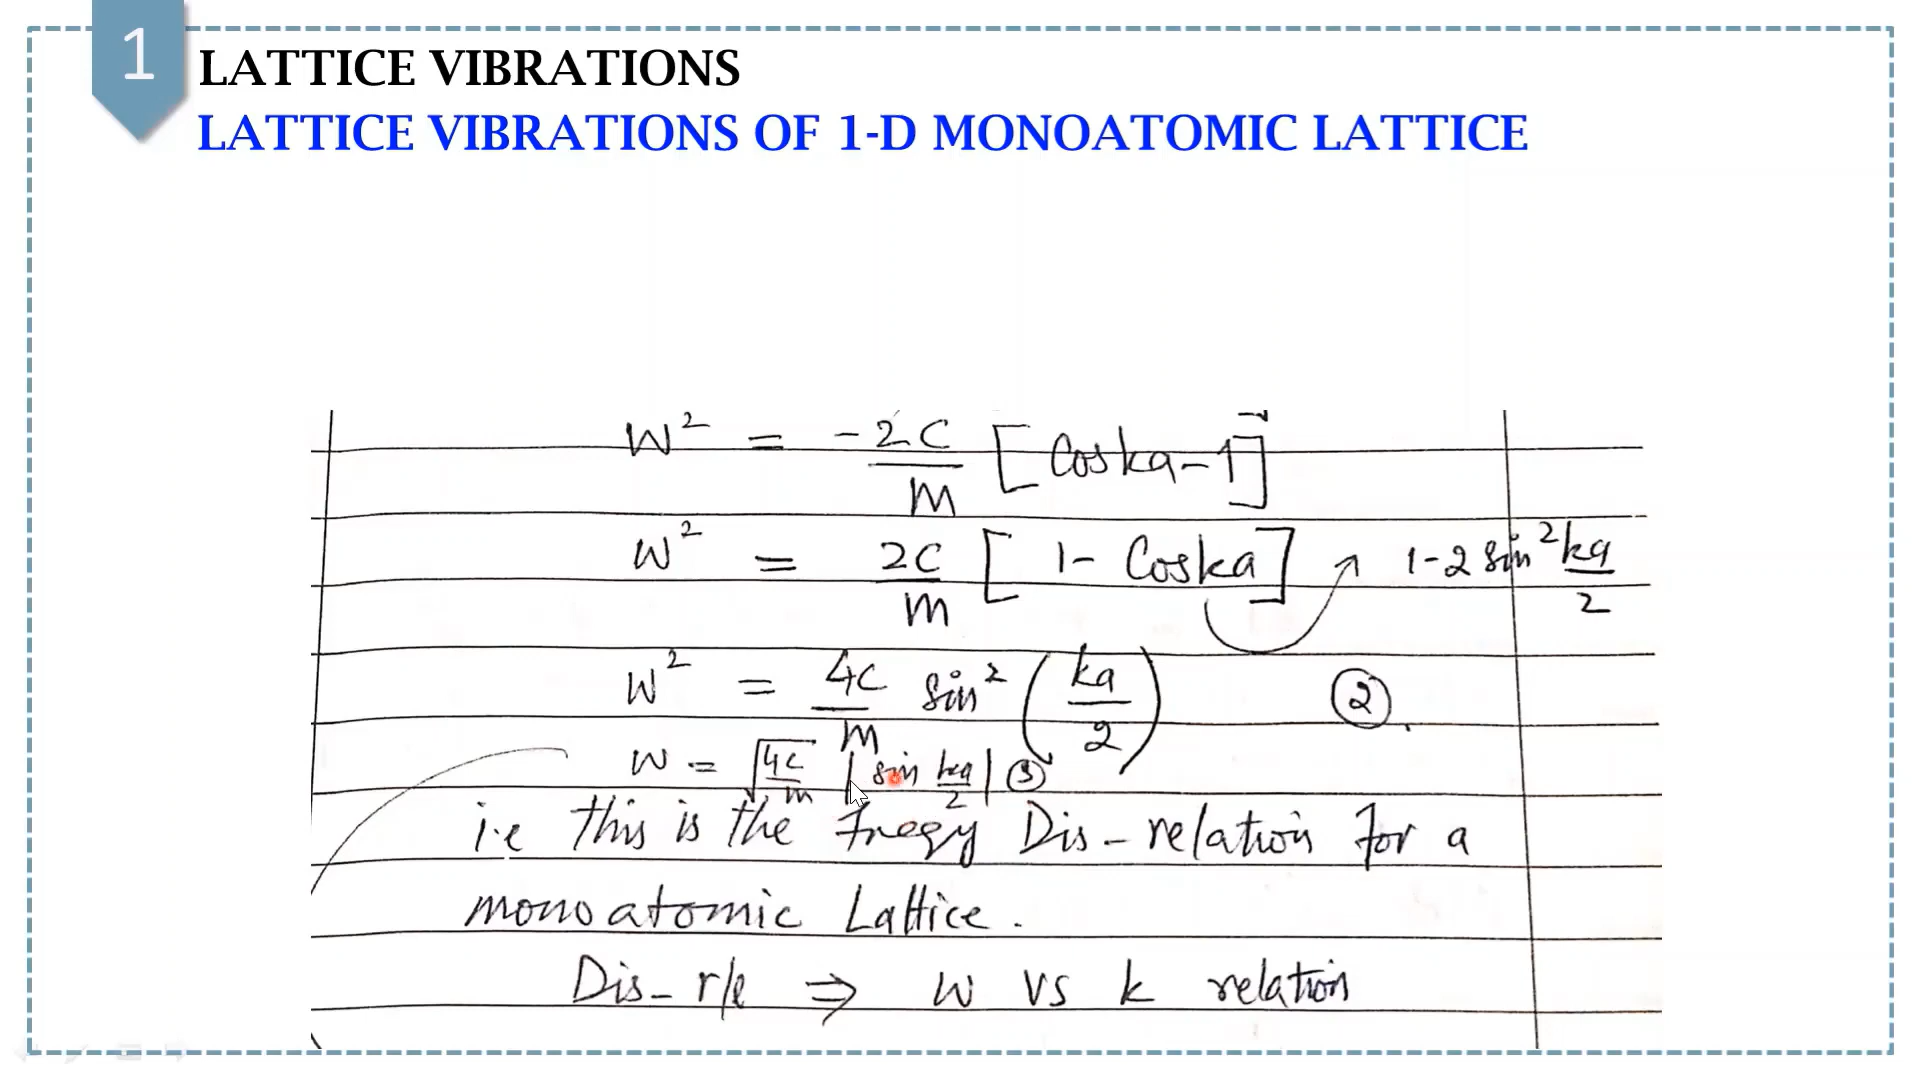 1
LATTICE VIBRATIONS
LATTICE VIBRATIONS OF 1-D MONOATOMIC LATTICE
W² = -2C/m [Coska-1]
W² = 2C/m [1- Coska] 1-2 sin² ka/2
W² = 4C/m sin² (ka/2) ②.
W = √4C/m |sin ka/2| ③
i.e this is the freqy Dis-relation for a
monoatomic Lattice.
Dis-r/e ⇒ W vs k relation